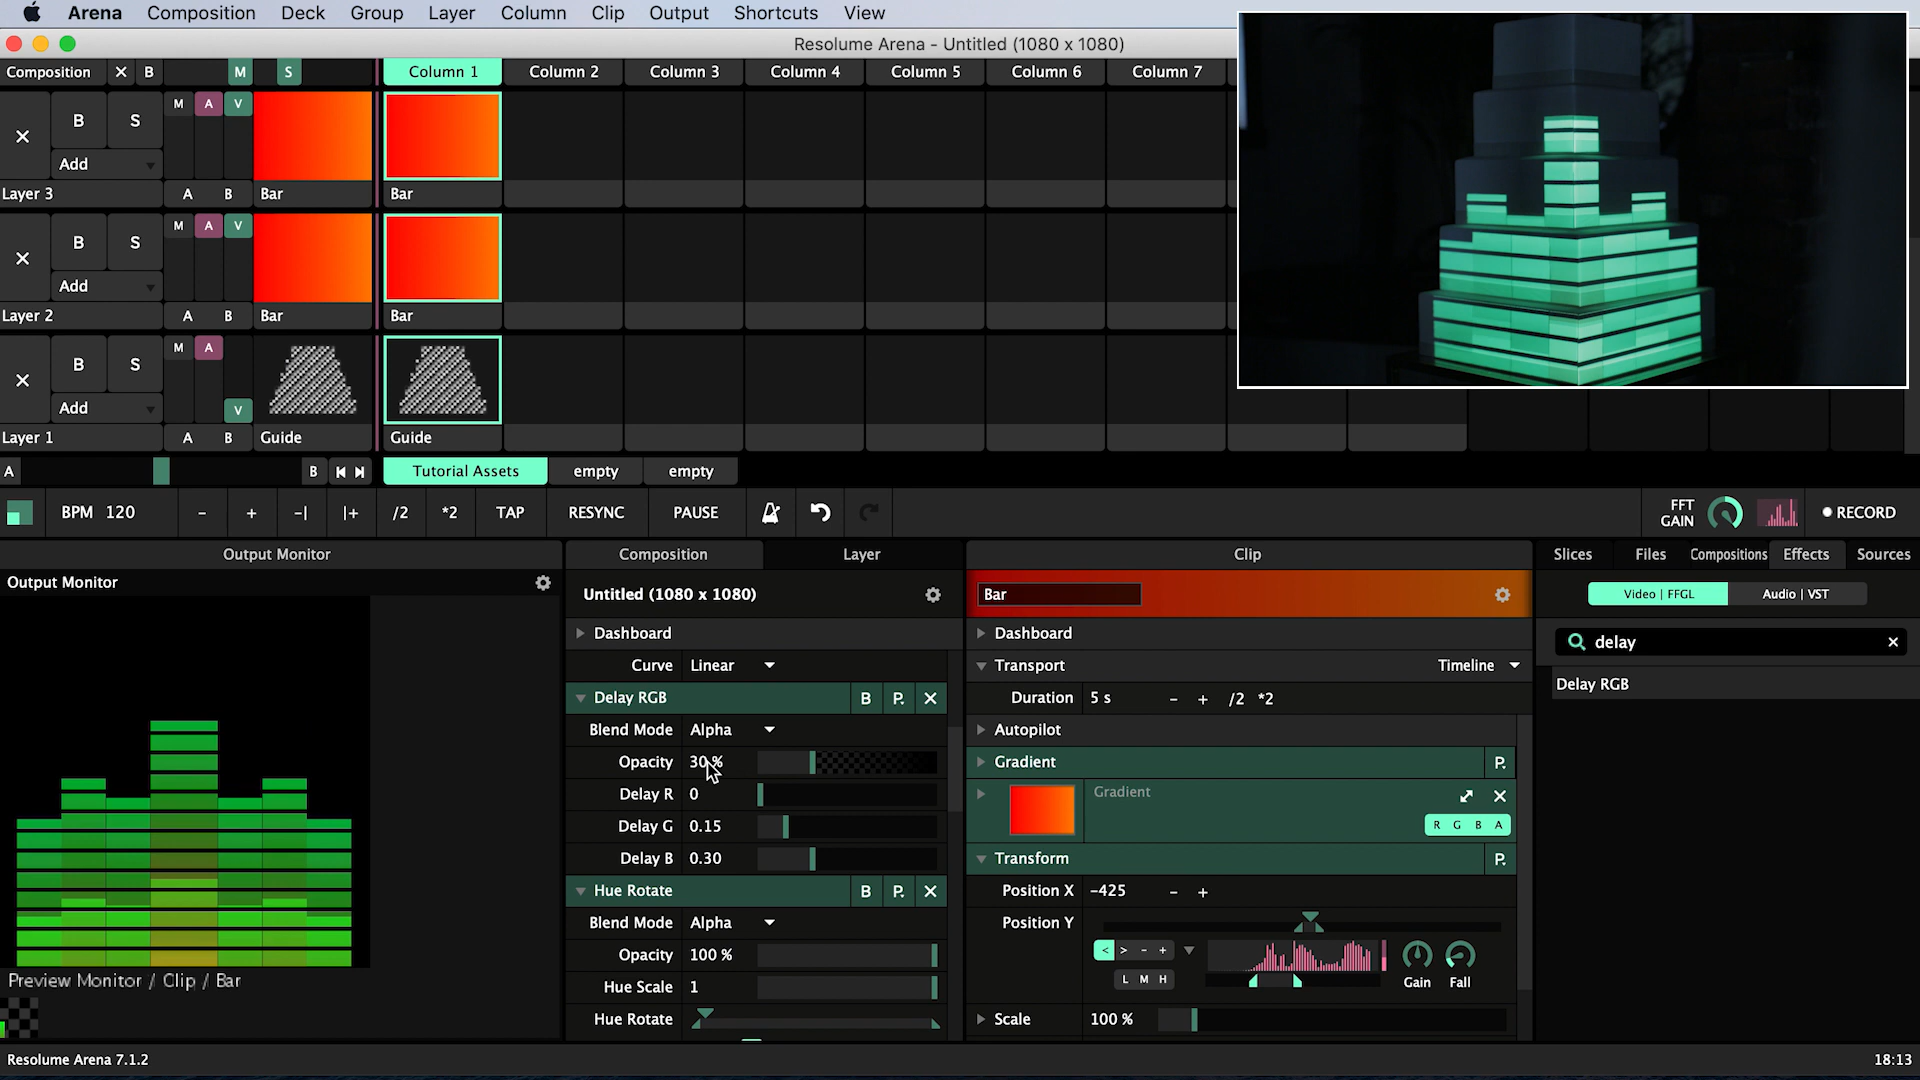 Arena Composition Deck Group Layer Column Clip Output Shortcuts View
Resolume Arena - Untitled (1080 x 1080)
Composition × B M S Column 1 Column 2 Column 3 Column 4 Column 5 Column 6 Column 7
× B S M A V
Add
Layer 3 A B Bar Bar
× B S M A V
Add
Layer 2 A B Bar Bar
× B S M A
Add V
Layer 1 A B Guide Guide
A B Tutorial Assets empty empty
BPM 120 - + -| |+ /2 *2 TAP RESYNC PAUSE FFT GAIN RECORD
Output Monitor Composition Layer Clip Slices Files Compositions Effects Sources
Output Monitor
Untitled (1080 x 1080)
Bar
Video | FFGL Audio | VST
Dashboard
Dashboard
delay ×
Curve Linear
Transport Timeline
Delay RGB
Delay RGB B P. ×
Duration 5 s - + /2 *2
Blend Mode Alpha
Autopilot
Opacity 30 %
Gradient P.
Delay R 0
Gradient ×
Delay G 0.15
R G B A
Delay B 0.30
Transform P.
Hue Rotate B P. ×
Position X -425 - +
Blend Mode Alpha
Position Y
Opacity 100 %
< > - +
L M H Gain Fall
Hue Scale 1
Hue Rotate
Scale 100 %
Preview Monitor / Clip / Bar
Resolume Arena 7.1.2 18:13